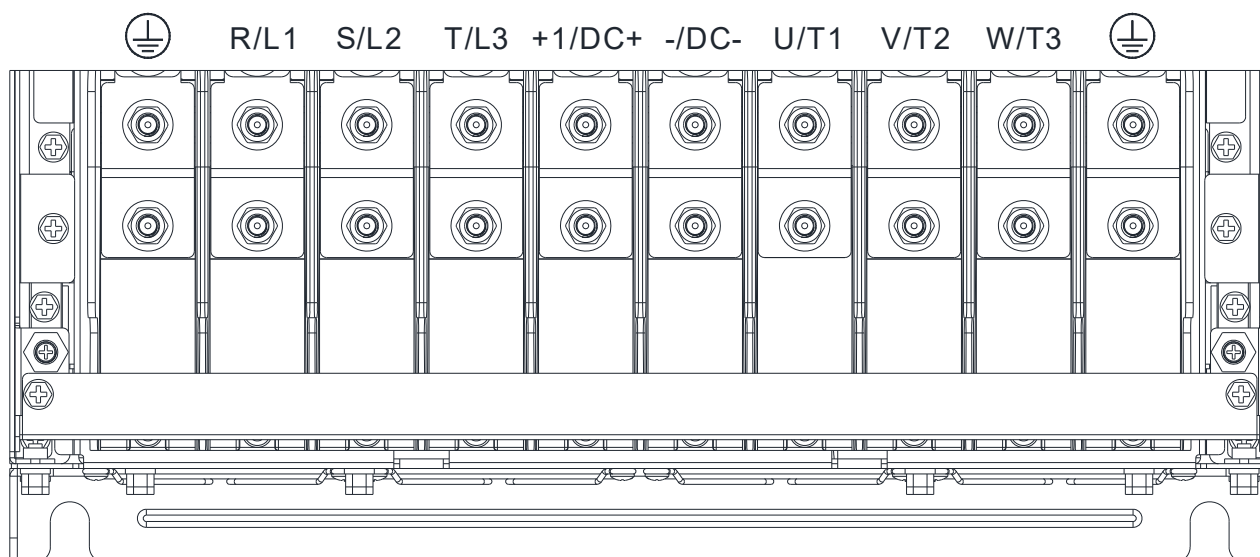 R/L1 S/L2 T/L3 +1/DC+ -/DC- U/T1 V/T2 W/T3